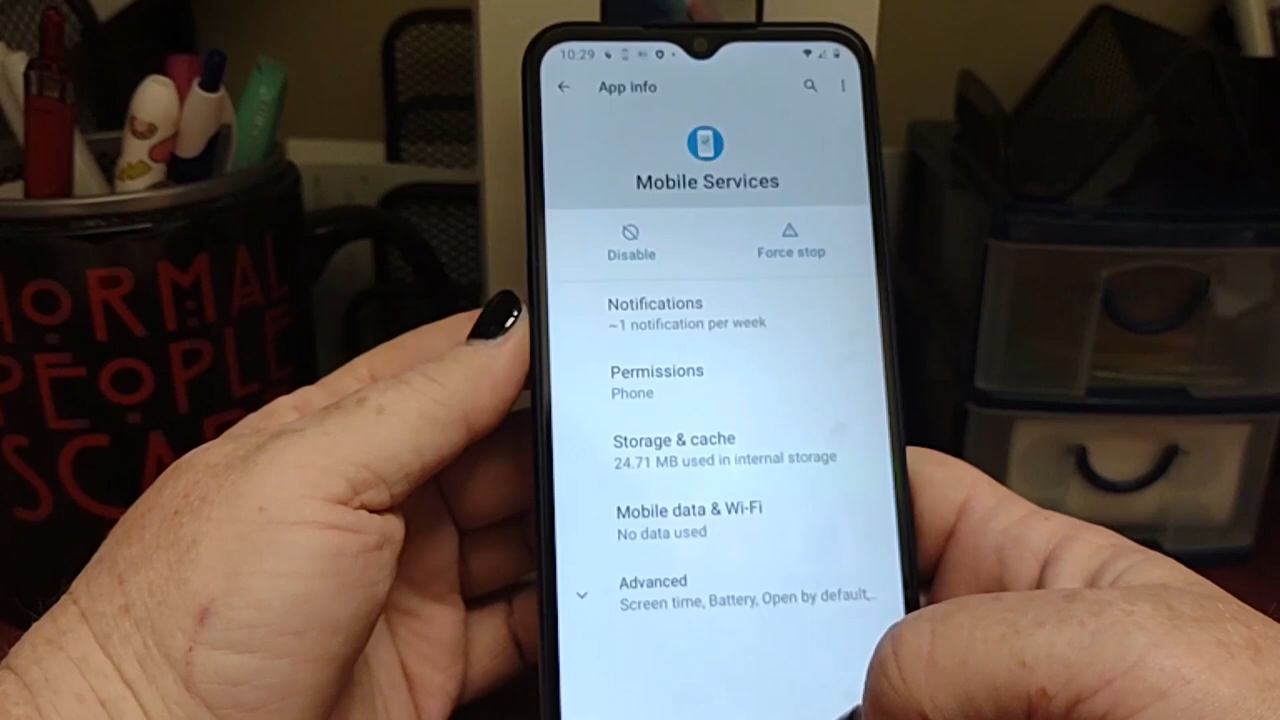 10:29
App info
Mobile Services
Disable
Force stop
Notifications
~1 notification per week
Permissions
Phone
Storage & cache
24.71 MB used in internal storage
Mobile data & Wi-Fi
No data used
Advanced
Screen time, Battery, Open by default,..
NORMAL
PEOPLE
SCA